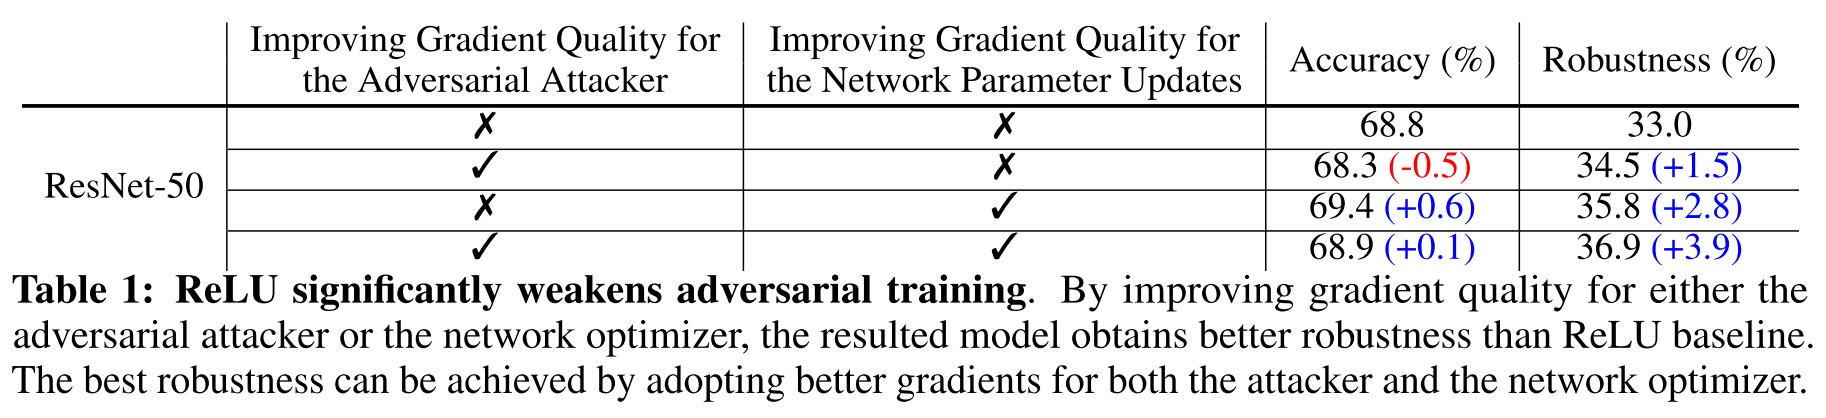 Improving Gradient Quality for the Adversarial Attacker | Improving Gradient Quality for the Network Parameter Updates | Accuracy (%) | Robustness (%)
ResNet-50
✗ ✗ 68.8 33.0
✓ ✗ 68.3 (-0.5) 34.5 (+1.5)
✗ ✓ 69.4 (+0.6) 35.8 (+2.8)
✓ ✓ 68.9 (+0.1) 36.9 (+3.9)
Table 1: ReLU significantly weakens adversarial training. By improving gradient quality for either the
adversarial attacker or the network optimizer, the resulted model obtains better robustness than ReLU baseline.
The best robustness can be achieved by adopting better gradients for both the attacker and the network optimizer.